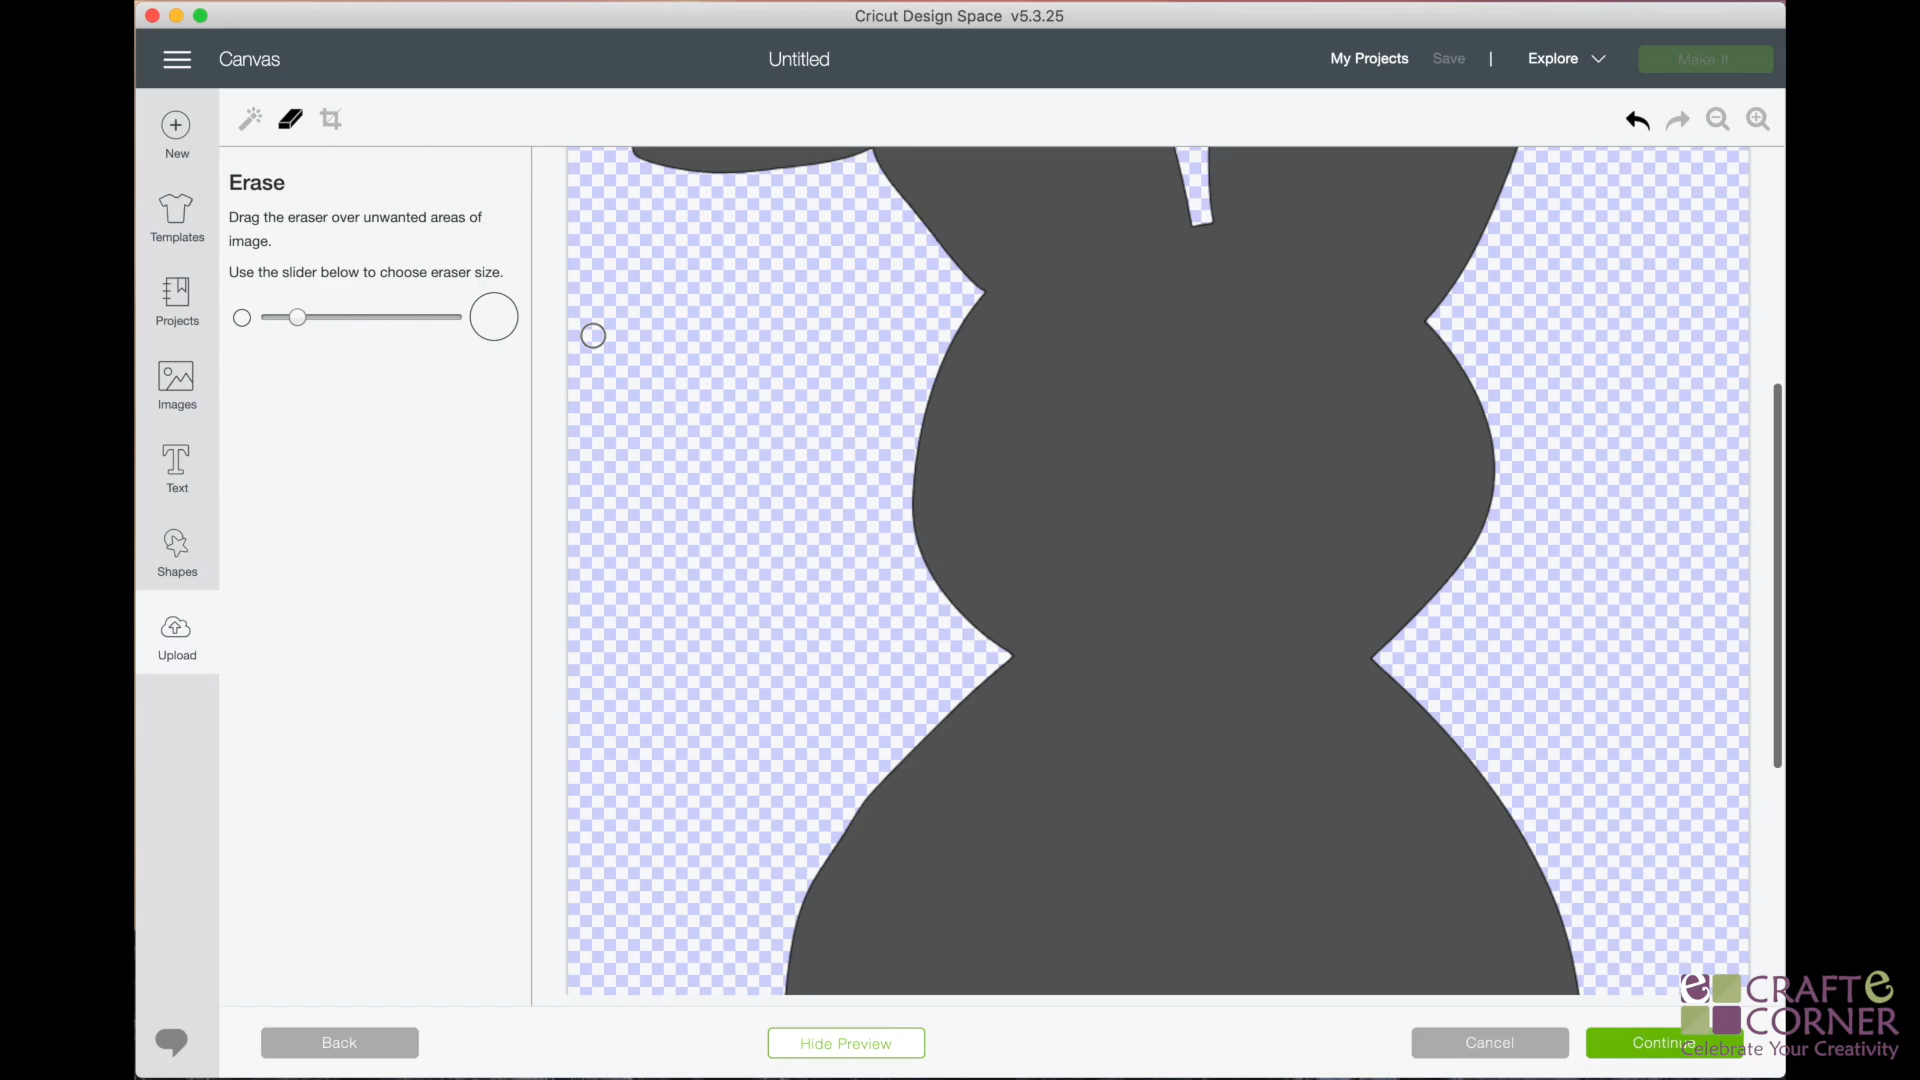 Cricut Design Space v5.3.25
Canvas
Untitled
My Projects
Save
|
Explore
Make It
New
Templates
Projects
Images
Text
Shapes
Upload
Erase
Drag the eraser over unwanted areas of
image.
Use the slider below to choose eraser size.
Back
Hide Preview
Cancel
Continue
e
CRAFTe
CORNER
Celebrate Your Creativity